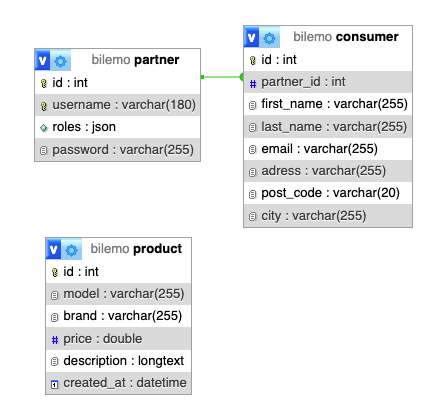 bilemo partner
id : int
username : varchar(180)
roles : json
password : varchar(255)
bilemo consumer
id : int
partner_id : int
first_name : varchar(255)
last_name : varchar(255)
email : varchar(255)
adress : varchar(255)
post_code : varchar(20)
city : varchar(255)
bilemo product
id : int
model : varchar(255)
brand : varchar(255)
price : double
description : longtext
created_at : datetime